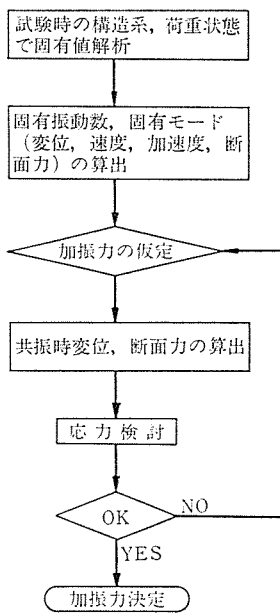 試験時の構造系，荷重状態
で固有値解析
固有振動数，固有モード
(変位，速度，加速度，断
面力)の算出
加振力の仮定
共振時変位，断面力の算出
応力検討
OK
NO
YES
加振力決定